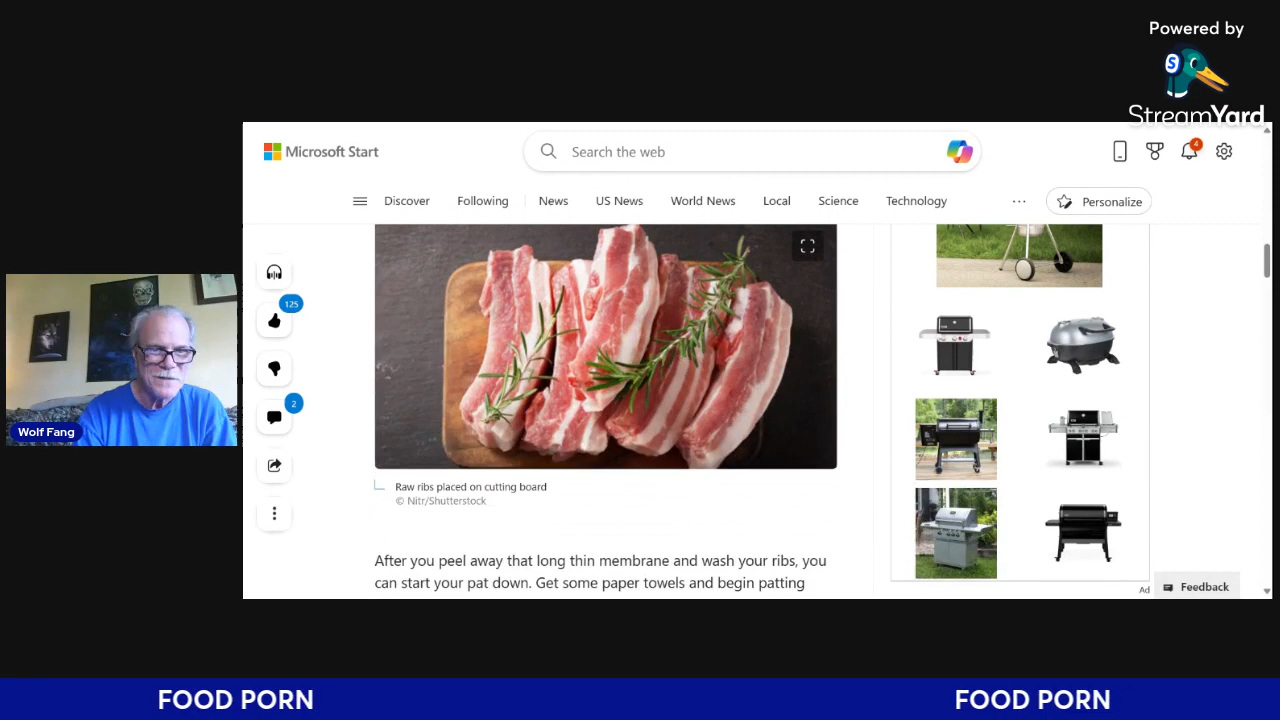 Powered by
S
StreamYard
Microsoft Start
Search the web
4
Discover
Following
News
US News
World News
Local
Science
Technology
...
Personalize
125
2
Wolf Fang
Raw ribs placed on cutting board
© Nitr/Shutterstock
After you peel away that long thin membrane and wash your ribs, you
can start your pat down. Get some paper towels and begin patting
Ad
Feedback
FOOD PORN
FOOD PORN